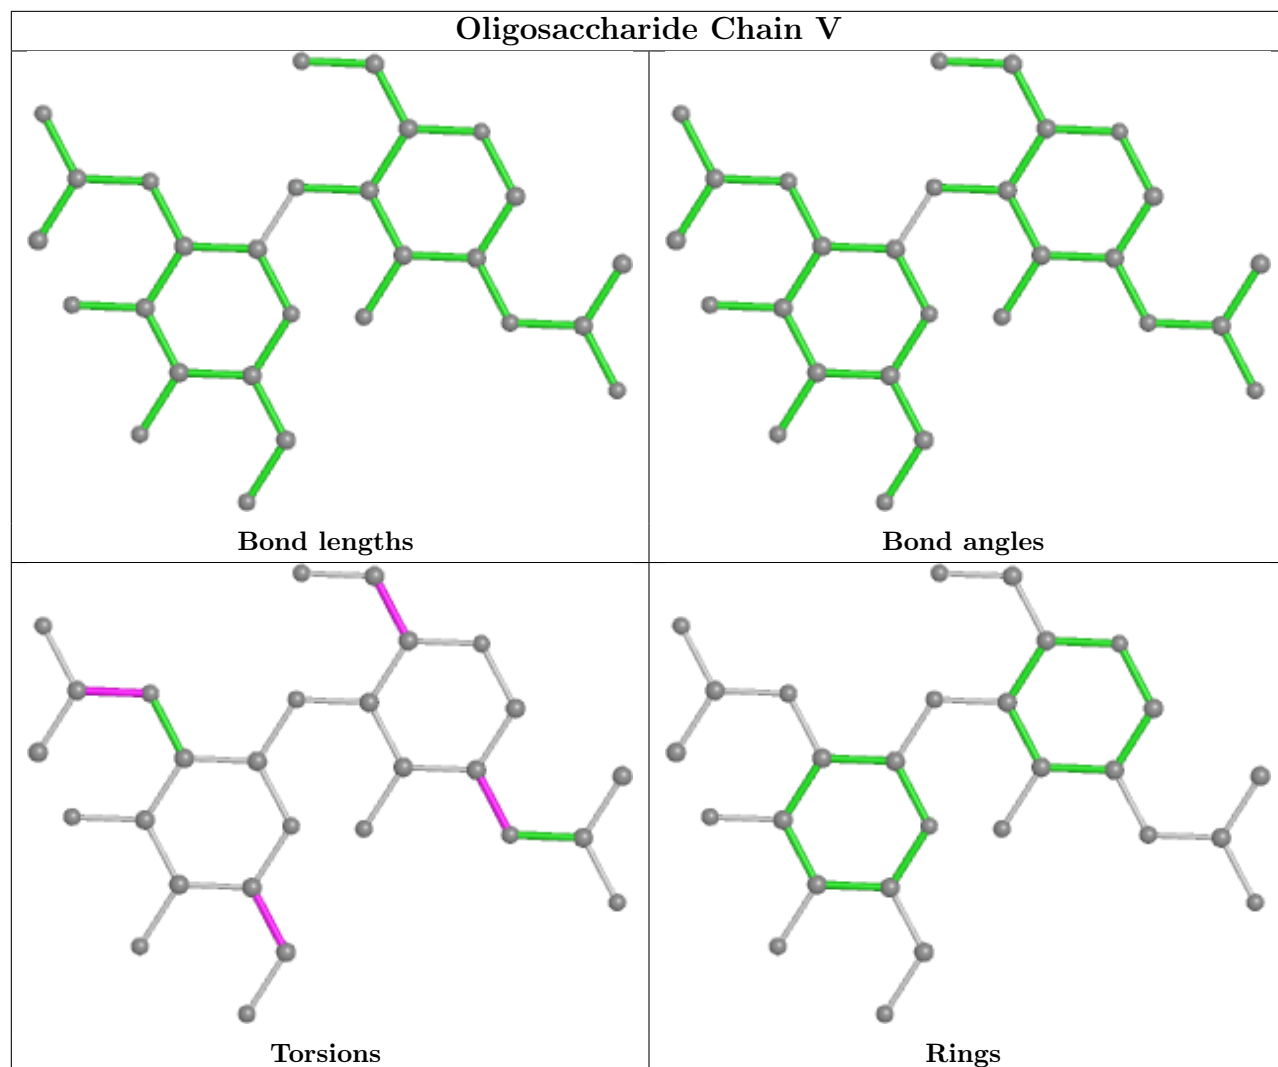 Oligosaccharide Chain V
Bond lengths
Bond angles
Torsions
Rings